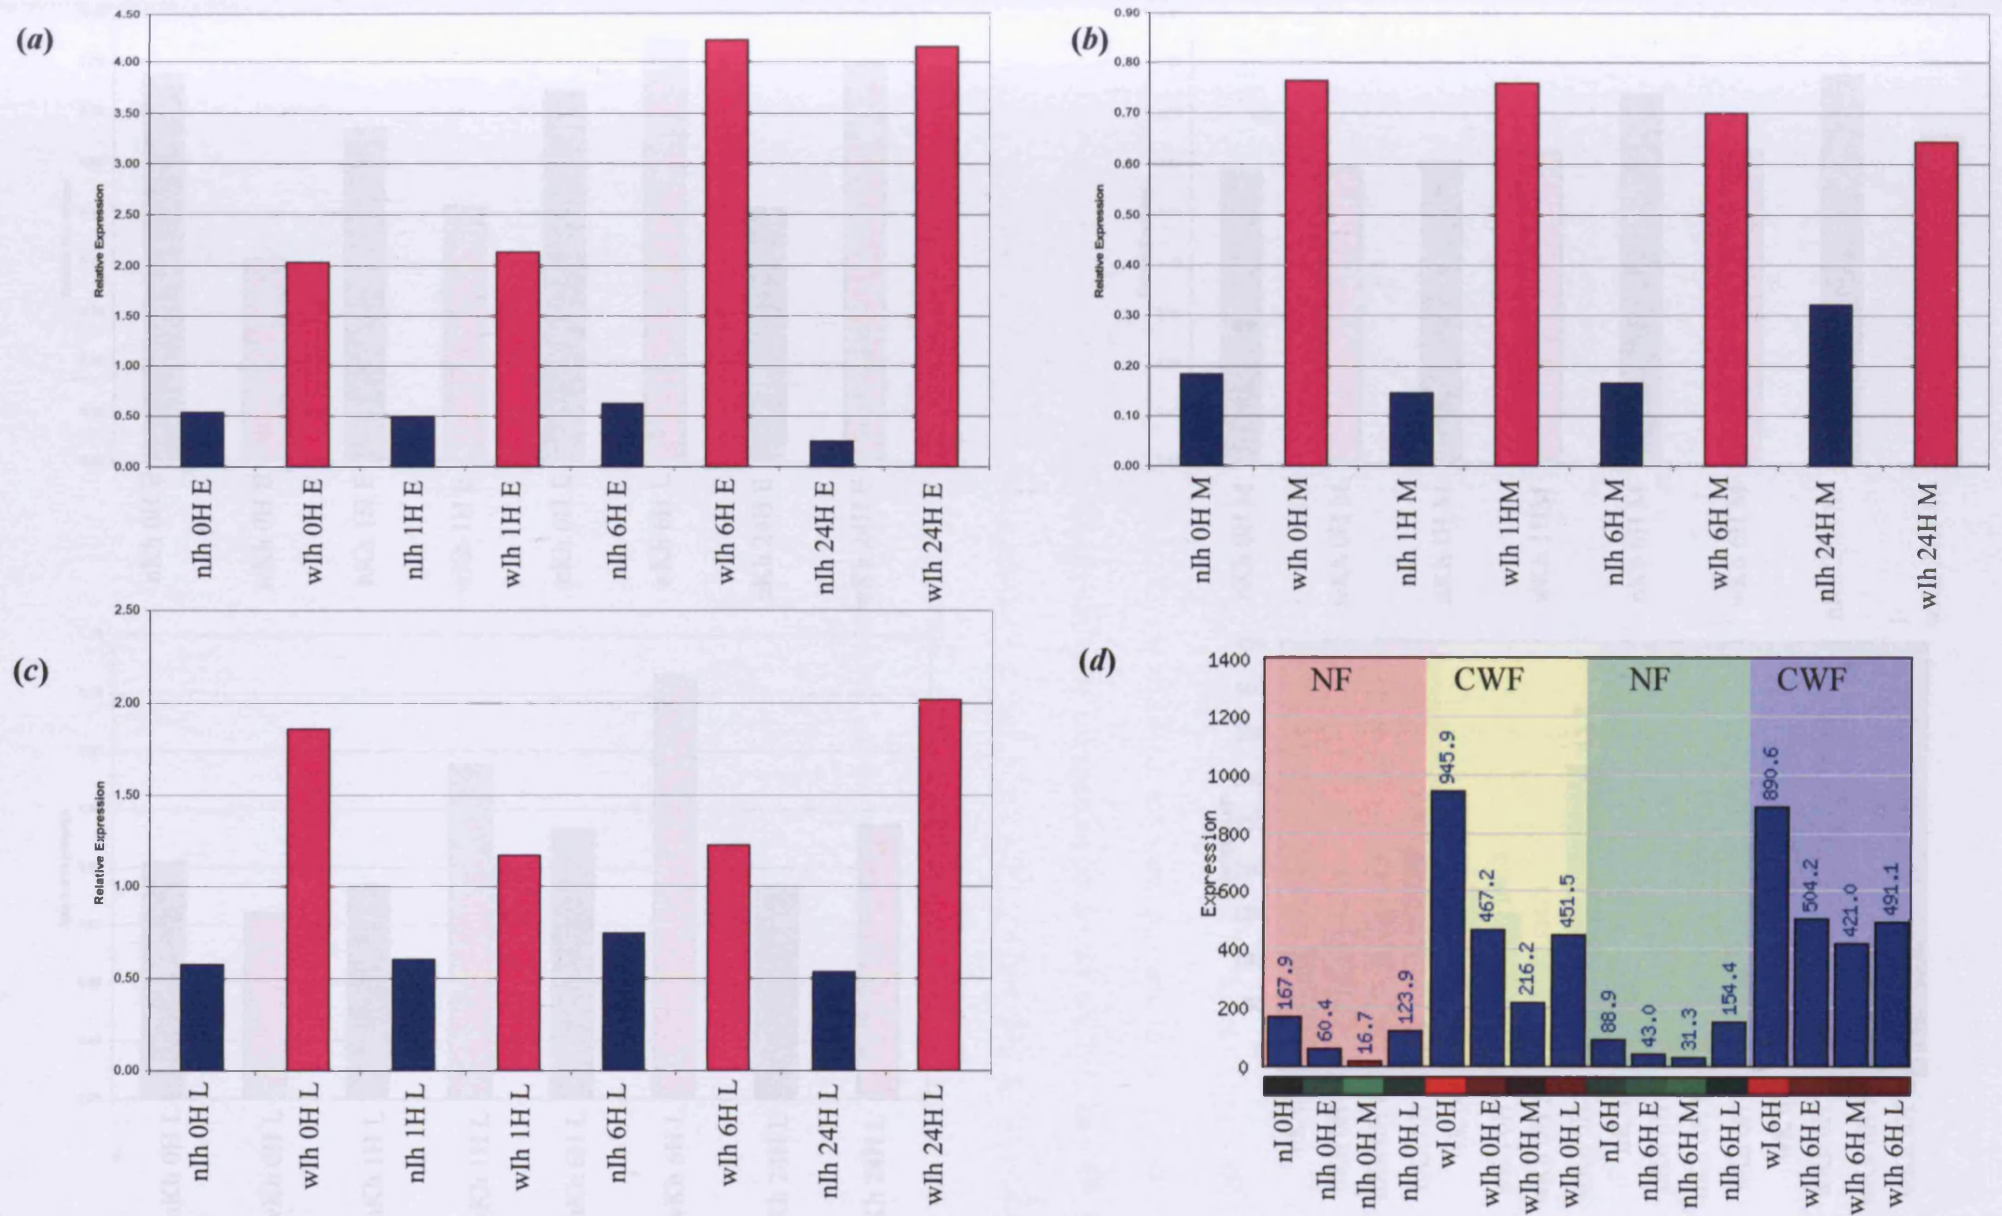 (a)
4.50
4.00
3.50
3.00
2.50
2.00
1.50
1.00
0.50
0.00
Relative Expression
nIh 0H E
wIh 0H E
nIh 1H E
wIh 1H E
nIh 6H E
wIh 6H E
nIh 24H E
wIh 24H E
(b)
0.90
0.80
0.70
0.60
0.50
0.40
0.30
0.20
0.10
0.00
Relative Expression
nIh 0H M
wIh 0H M
nIh 1H M
wIh 1HM
nIh 6H M
wIh 6H M
nIh 24H M
wIh 24H M
(c)
2.50
2.00
1.50
1.00
0.50
0.00
Relative Expression
nIh 0H L
wIh 0H L
nIh 1H L
wIh 1H L
nIh 6H L
wIh 6H L
nIh 24H L
wIh 24H L
(d)
1400
1200
1000
800
600
400
200
0
Expression
NF CWF NF CWF
167.9
60.4
16.7
123.9
945.9
467.2
216.2
451.5
88.9
43.0
31.3
154.4
890.6
504.2
421.0
491.1
nI 0H
nIh 0H E
nIh 0H M
nIh 0H L
wI 0H
wIh 0H E
wIh 0H M
wIh 0H L
nI 6H
nIh 6H E
nIh 6H M
nIh 6H L
wI 6H
wIh 6H E
wIh 6H M
wIh 6H L